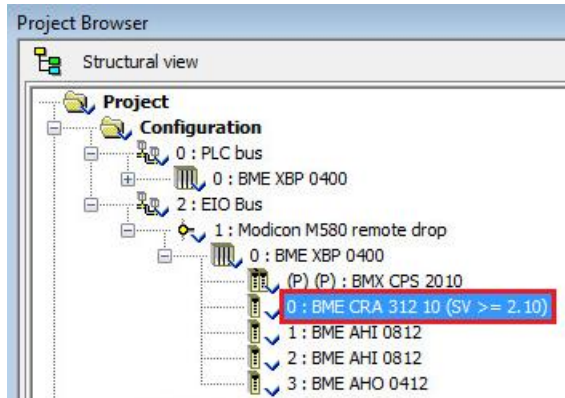 Project Browser
Structural view
Project
Configuration
0 : PLC bus
0 : BME XBP 0400
2 : EIO Bus
1 : Modicon M580 remote drop
0 : BME XBP 0400
(P) (P) : BMX CPS 2010
0 : BME CRA 312 10 (SV >= 2.10)
1 : BME AHI 0812
2 : BME AHI 0812
3 : BME AHO 0412